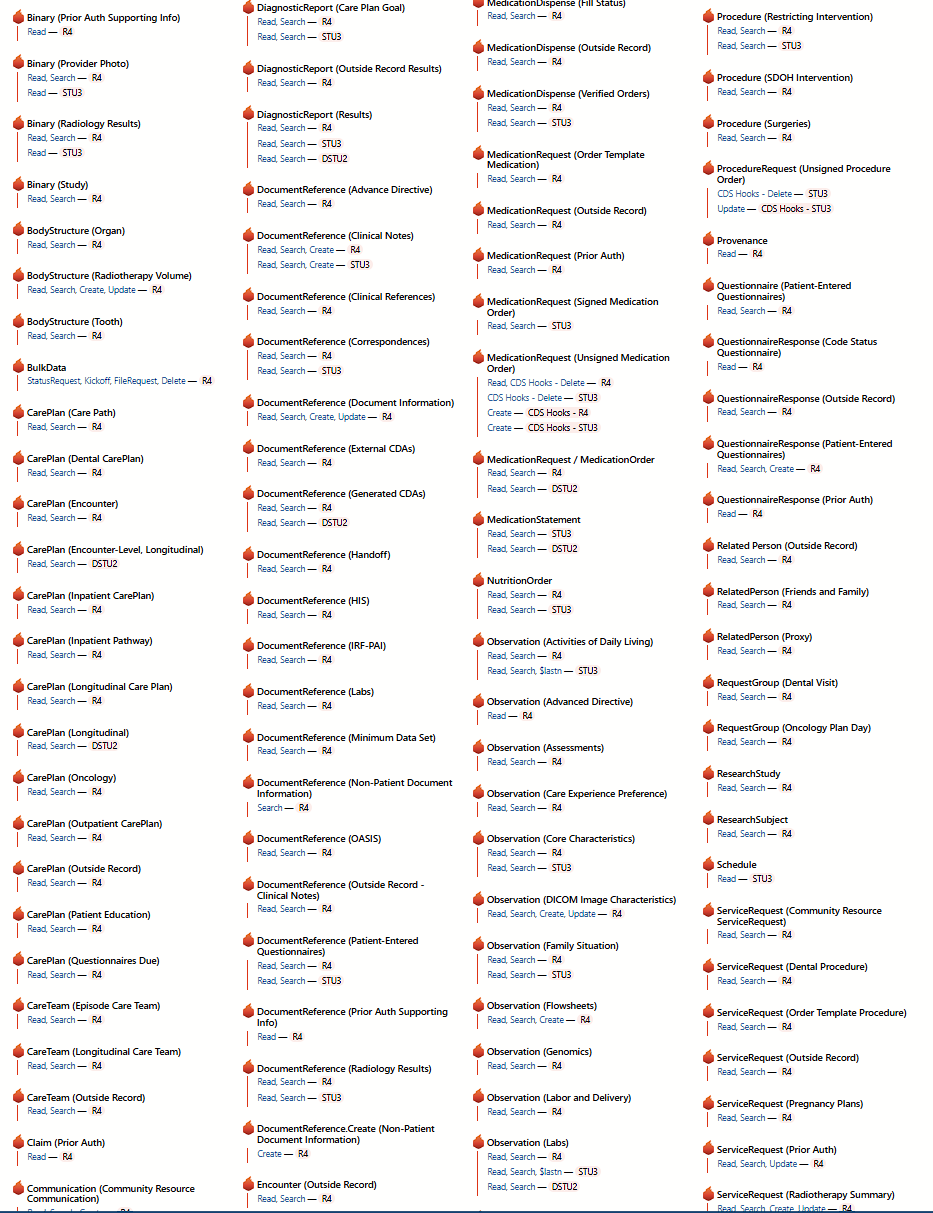 Binary (Prior Auth Supporting Info)
Read — R4
Binary (Provider Photo)
Read, Search — R4
Read — STU3
Binary (Radiology Results)
Read, Search — R4
Read — STU3
Binary (Study)
Read, Search — R4
BodyStructure (Organ)
Read, Search — R4
BodyStructure (Radiotherapy Volume)
Read, Search, Create, Update — R4
BodyStructure (Tooth)
Read, Search — R4
BulkData
StatusRequest, Kickoff, FileRequest, Delete — R4
CarePlan (Care Path)
Read, Search — R4
CarePlan (Dental CarePlan)
Read, Search — R4
CarePlan (Encounter)
Read, Search — R4
CarePlan (Encounter-Level, Longitudinal)
Read, Search — DSTU2
CarePlan (Inpatient CarePlan)
Read, Search — R4
CarePlan (Inpatient Pathway)
Read, Search — R4
CarePlan (Longitudinal Care Plan)
Read, Search — R4
CarePlan (Longitudinal)
Read, Search — DSTU2
CarePlan (Oncology)
Read, Search — R4
CarePlan (Outpatient CarePlan)
Read, Search — R4
CarePlan (Outside Record)
Read, Search — R4
CarePlan (Patient Education)
Read, Search — R4
CarePlan (Questionnaires Due)
Read, Search — R4
CareTeam (Episode Care Team)
Read, Search — R4
CareTeam (Longitudinal Care Team)
Read, Search — R4
CareTeam (Outside Record)
Read, Search — R4
Claim (Prior Auth)
Read — R4
Communication (Community Resource
Communication)
DiagnosticReport (Care Plan Goal)
Read, Search — R4
Read, Search — STU3
DiagnosticReport (Outside Record Results)
Read, Search — R4
DiagnosticReport (Results)
Read, Search — R4
Read, Search — STU3
Read, Search — DSTU2
DocumentReference (Advance Directive)
Read, Search — R4
DocumentReference (Clinical Notes)
Read, Search, Create — R4
Read, Search, Create — STU3
DocumentReference (Clinical References)
Read, Search — R4
DocumentReference (Correspondences)
Read, Search — R4
Read, Search — STU3
DocumentReference (Document Information)
Read, Search, Create, Update — R4
DocumentReference (External CDAs)
Read, Search — R4
DocumentReference (Generated CDAs)
Read, Search — R4
Read, Search — DSTU2
DocumentReference (Handoff)
Read, Search — R4
DocumentReference (HIS)
Read, Search — R4
DocumentReference (IRF-PAI)
Read, Search — R4
DocumentReference (Labs)
Read, Search — R4
DocumentReference (Minimum Data Set)
Read, Search — R4
DocumentReference (Non-Patient Document
Information)
Search — R4
DocumentReference (OASIS)
Read, Search — R4
DocumentReference (Outside Record -
Clinical Notes)
Read, Search — R4
DocumentReference (Patient-Entered
Questionnaires)
Read, Search — R4
Read, Search — STU3
DocumentReference (Prior Auth Supporting
Info)
Read — R4
DocumentReference (Radiology Results)
Read, Search — R4
Read, Search — STU3
DocumentReference.Create (Non-Patient
Document Information)
Create — R4
Encounter (Outside Record)
Read, Search — R4
MedicationDispense (Fill Status)
Read, Search — R4
MedicationDispense (Outside Record)
Read, Search — R4
MedicationDispense (Verified Orders)
Read, Search — R4
Read, Search — STU3
MedicationRequest (Order Template
Medication)
Read, Search — R4
MedicationRequest (Outside Record)
Read, Search — R4
MedicationRequest (Prior Auth)
Read, Search — R4
MedicationRequest (Signed Medication
Order)
Read, Search — STU3
MedicationRequest (Unsigned Medication
Order)
Read, CDS Hooks - Delete — R4
CDS Hooks - Delete — STU3
Create — CDS Hooks - R4
Create — CDS Hooks - STU3
MedicationRequest / MedicationOrder
Read, Search — R4
Read, Search — DSTU2
MedicationStatement
Read, Search — STU3
Read, Search — DSTU2
NutritionOrder
Read, Search — R4
Read, Search — STU3
Observation (Activities of Daily Living)
Read, Search — R4
Read, Search, $lastn — STU3
Observation (Advanced Directive)
Read — R4
Observation (Assessments)
Read, Search — R4
Observation (Care Experience Preference)
Read, Search — R4
Observation (Core Characteristics)
Read, Search — R4
Read, Search — STU3
Observation (DICOM Image Characteristics)
Read, Search, Create, Update — R4
Observation (Family Situation)
Read, Search — R4
Read, Search — STU3
Observation (Flowsheets)
Read, Search, Create — R4
Observation (Genomics)
Read, Search — R4
Observation (Labor and Delivery)
Read, Search — R4
Observation (Labs)
Read, Search — R4
Read, Search, $lastn — STU3
Read, Search — DSTU2
Procedure (Restricting Intervention)
Read, Search — R4
Read, Search — STU3
Procedure (SDOH Intervention)
Read, Search — R4
Procedure (Surgeries)
Read, Search — R4
ProcedureRequest (Unsigned Procedure
Order)
CDS Hooks - Delete — STU3
Update — CDS Hooks - STU3
Provenance
Read — R4
Questionnaire (Patient-Entered
Questionnaires)
Read, Search — R4
QuestionnaireResponse (Code Status
Questionnaire)
Read — R4
QuestionnaireResponse (Outside Record)
Read, Search — R4
QuestionnaireResponse (Patient-Entered
Questionnaires)
Read, Search, Create — R4
QuestionnaireResponse (Prior Auth)
Read — R4
Related Person (Outside Record)
Read, Search — R4
RelatedPerson (Friends and Family)
Read, Search — R4
RelatedPerson (Proxy)
Read, Search — R4
RequestGroup (Dental Visit)
Read, Search — R4
RequestGroup (Oncology Plan Day)
Read, Search — R4
ResearchStudy
Read, Search — R4
ResearchSubject
Read, Search — R4
Schedule
Read — STU3
ServiceRequest (Community Resource
ServiceRequest)
Read, Search — R4
ServiceRequest (Dental Procedure)
Read, Search — R4
ServiceRequest (Order Template Procedure)
Read, Search — R4
ServiceRequest (Outside Record)
Read, Search — R4
ServiceRequest (Pregnancy Plans)
Read, Search — R4
ServiceRequest (Prior Auth)
Read, Search, Update — R4
ServiceRequest (Radiotherapy Summary)
Read, Search, Create, Update — R4